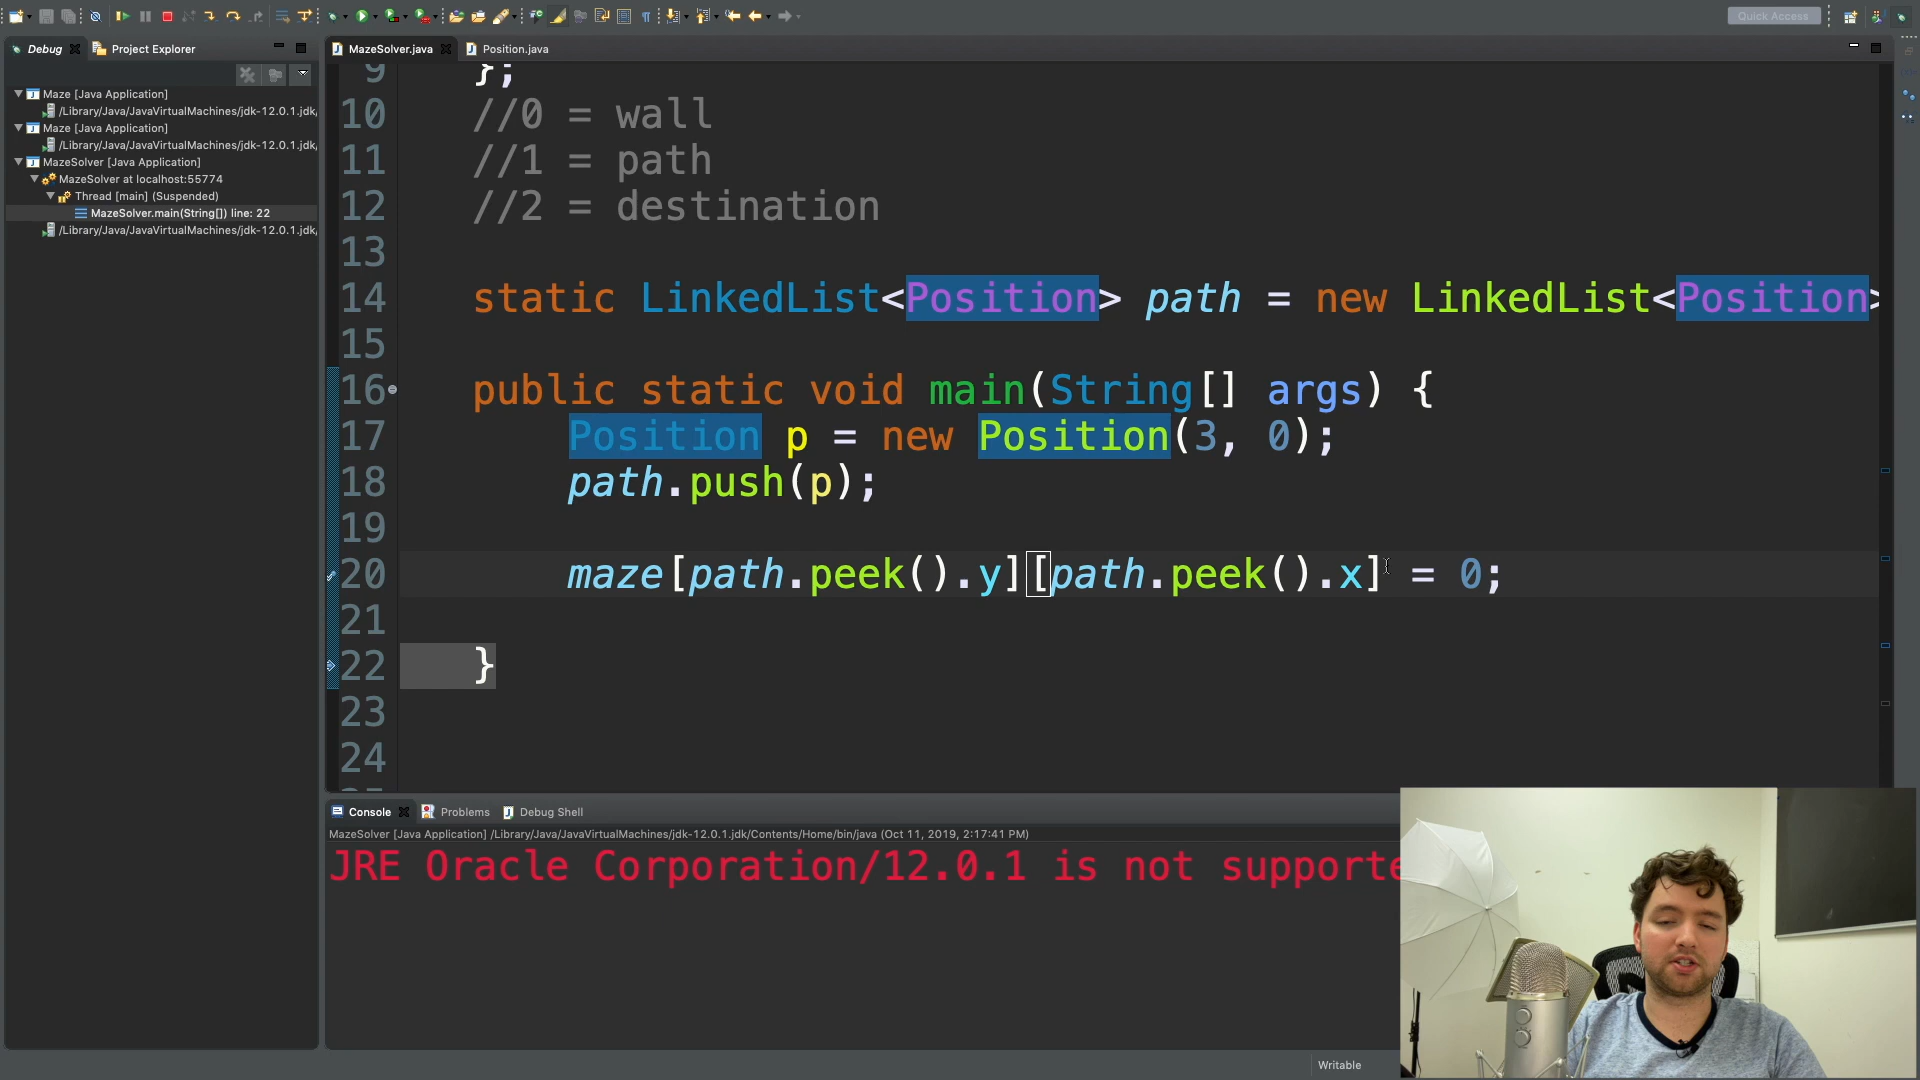 Quick Access
Debug
Project Explorer
MazeSolver.java
Position.java
Maze [Java Application]
/Library/Java/JavaVirtualMachines/jdk-12.0.1.jdk/
Maze [Java Application]
/Library/Java/JavaVirtualMachines/jdk-12.0.1.jdk/
MazeSolver [Java Application]
MazeSolver at localhost:55774
Thread [main] (Suspended)
MazeSolver.main(String[]) line: 22
/Library/Java/JavaVirtualMachines/jdk-12.0.1.jdk/
9 };
10 //0 = wall
11 //1 = path
12 //2 = destination
13
14 static LinkedList<Position> path = new LinkedList<Position>
15
16 public static void main(String[] args) {
17 Position p = new Position(3, 0);
18 path.push(p);
19
20 maze[path.peek().y][path.peek().x] = 0;
21
22 }
23
24
Console
Problems
Debug Shell
MazeSolver [Java Application] /Library/Java/JavaVirtualMachines/jdk-12.0.1.jdk/Contents/Home/bin/java (Oct 11, 2019, 2:17:41 PM)
JRE Oracle Corporation/12.0.1 is not supporte
Writable